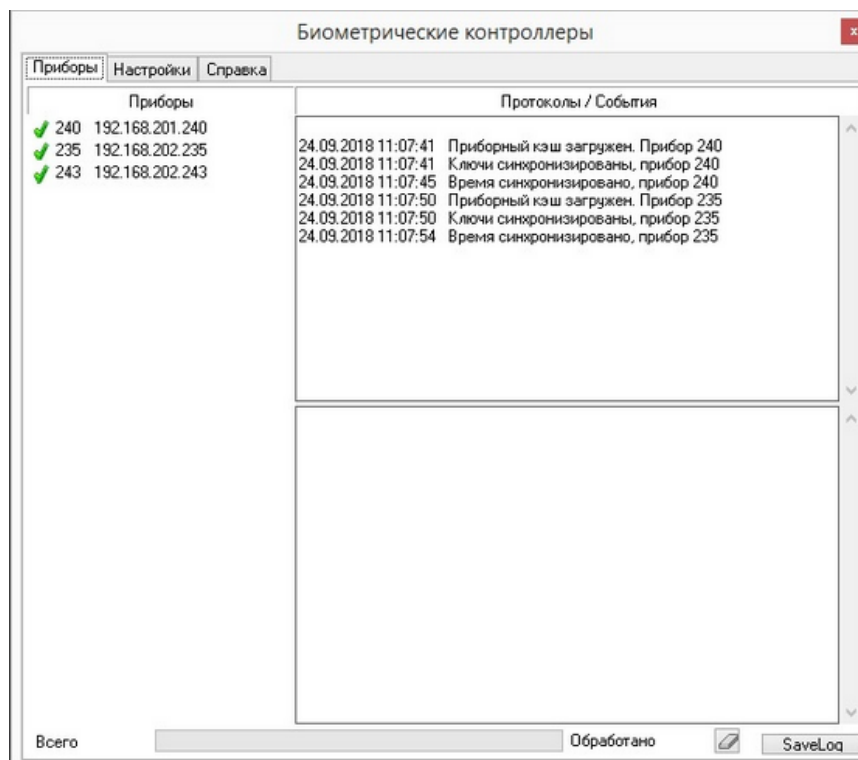 Биометрические контроллеры
x
Приборы Настройки Справка
Приборы
240 192.168.201.240
235 192.168.202.235
243 192.168.202.243
Протоколы / События
24.09.2018 11:07:41 Приборный кэш загружен. Прибор 240
24.09.2018 11:07:41 Ключи синхронизированы, прибор 240
24.09.2018 11:07:45 Время синхронизировано, прибор 240
24.09.2018 11:07:50 Приборный кэш загружен. Прибор 235
24.09.2018 11:07:50 Ключи синхронизированы, прибор 235
24.09.2018 11:07:54 Время синхронизировано, прибор 235
Всего Обработано SaveLog